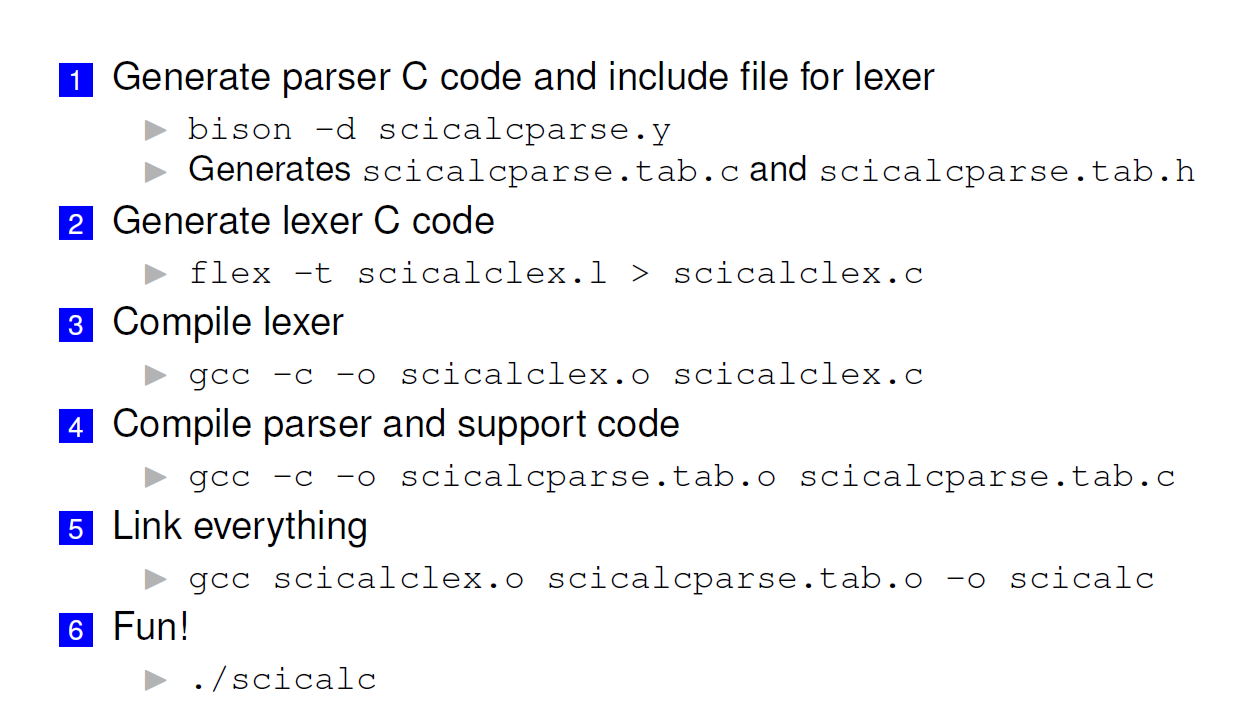 1 Generate parser C code and include file for lexer
▶ bison -d scicalcparse.y
▶ Generates scicalcparse.tab.c and scicalcparse.tab.h
2 Generate lexer C code
▶ flex -t scicalclex.l > scicalclex.c
3 Compile lexer
▶ gcc -c -o scicalclex.o scicalclex.c
4 Compile parser and support code
▶ gcc -c -o scicalcparse.tab.o scicalcparse.tab.c
5 Link everything
▶ gcc scicalclex.o scicalcparse.tab.o -o scicalc
6 Fun!
▶ ./scicalc